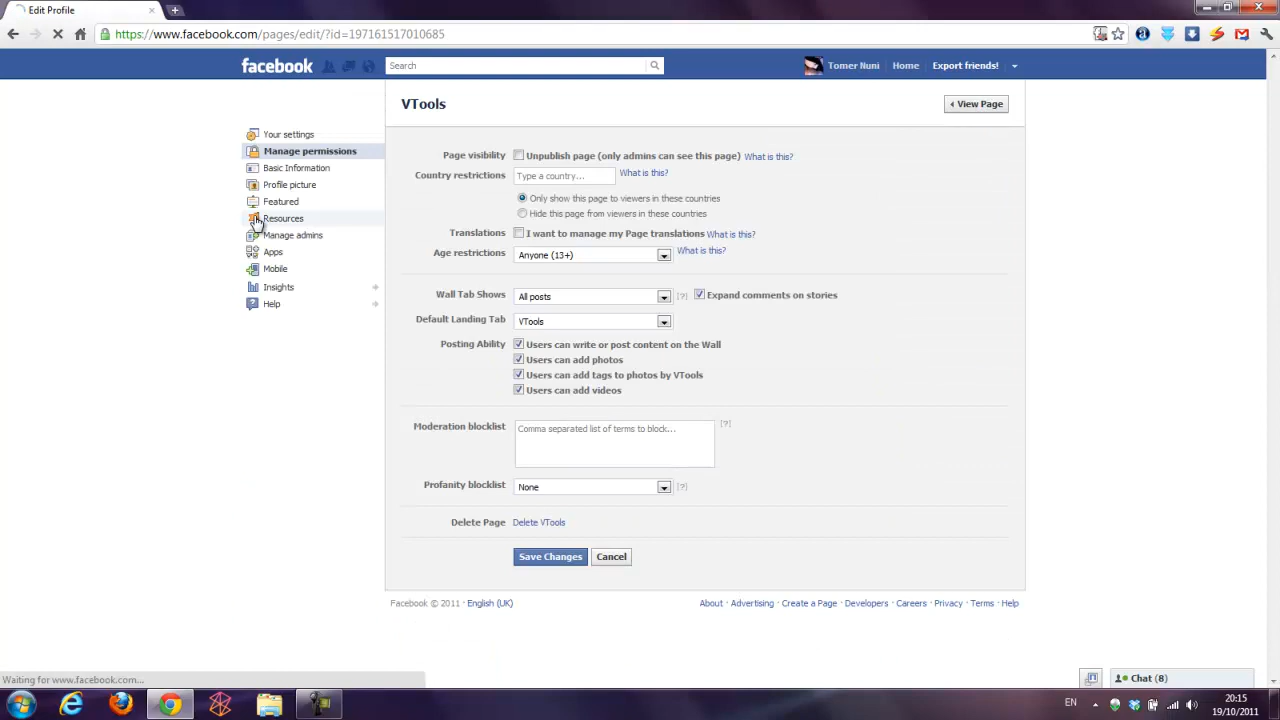 Edit Profile
https://www.facebook.com/pages/edit/?id=197161517010685
facebook
Search
Tomer Nuni Home Export friends!
VTools
View Page
Your settings
Manage permissions
Basic Information
Profile picture
Featured
Resources
Manage admins
Apps
Mobile
Insights
Help
Page visibility Unpublish page (only admins can see this page) What is this?
Country restrictions Type a country... What is this?
Only show this page to viewers in these countries
Hide this page from viewers in these countries
Translations I want to manage my Page translations What is this?
Age restrictions Anyone (13+) What is this?
Wall Tab Shows All posts [?] Expand comments on stories
Default Landing Tab VTools
Posting Ability Users can write or post content on the Wall
Users can add photos
Users can add tags to photos by VTools
Users can add videos
Moderation blocklist Comma separated list of terms to block... [?]
Profanity blocklist None [?]
Delete Page Delete VTools
Save Changes Cancel
Facebook © 2011 · English (UK)
About · Advertising · Create a Page · Developers · Careers · Privacy · Terms · Help
Waiting for www.facebook.com...
Chat (8)
EN
20:15
19/10/2011